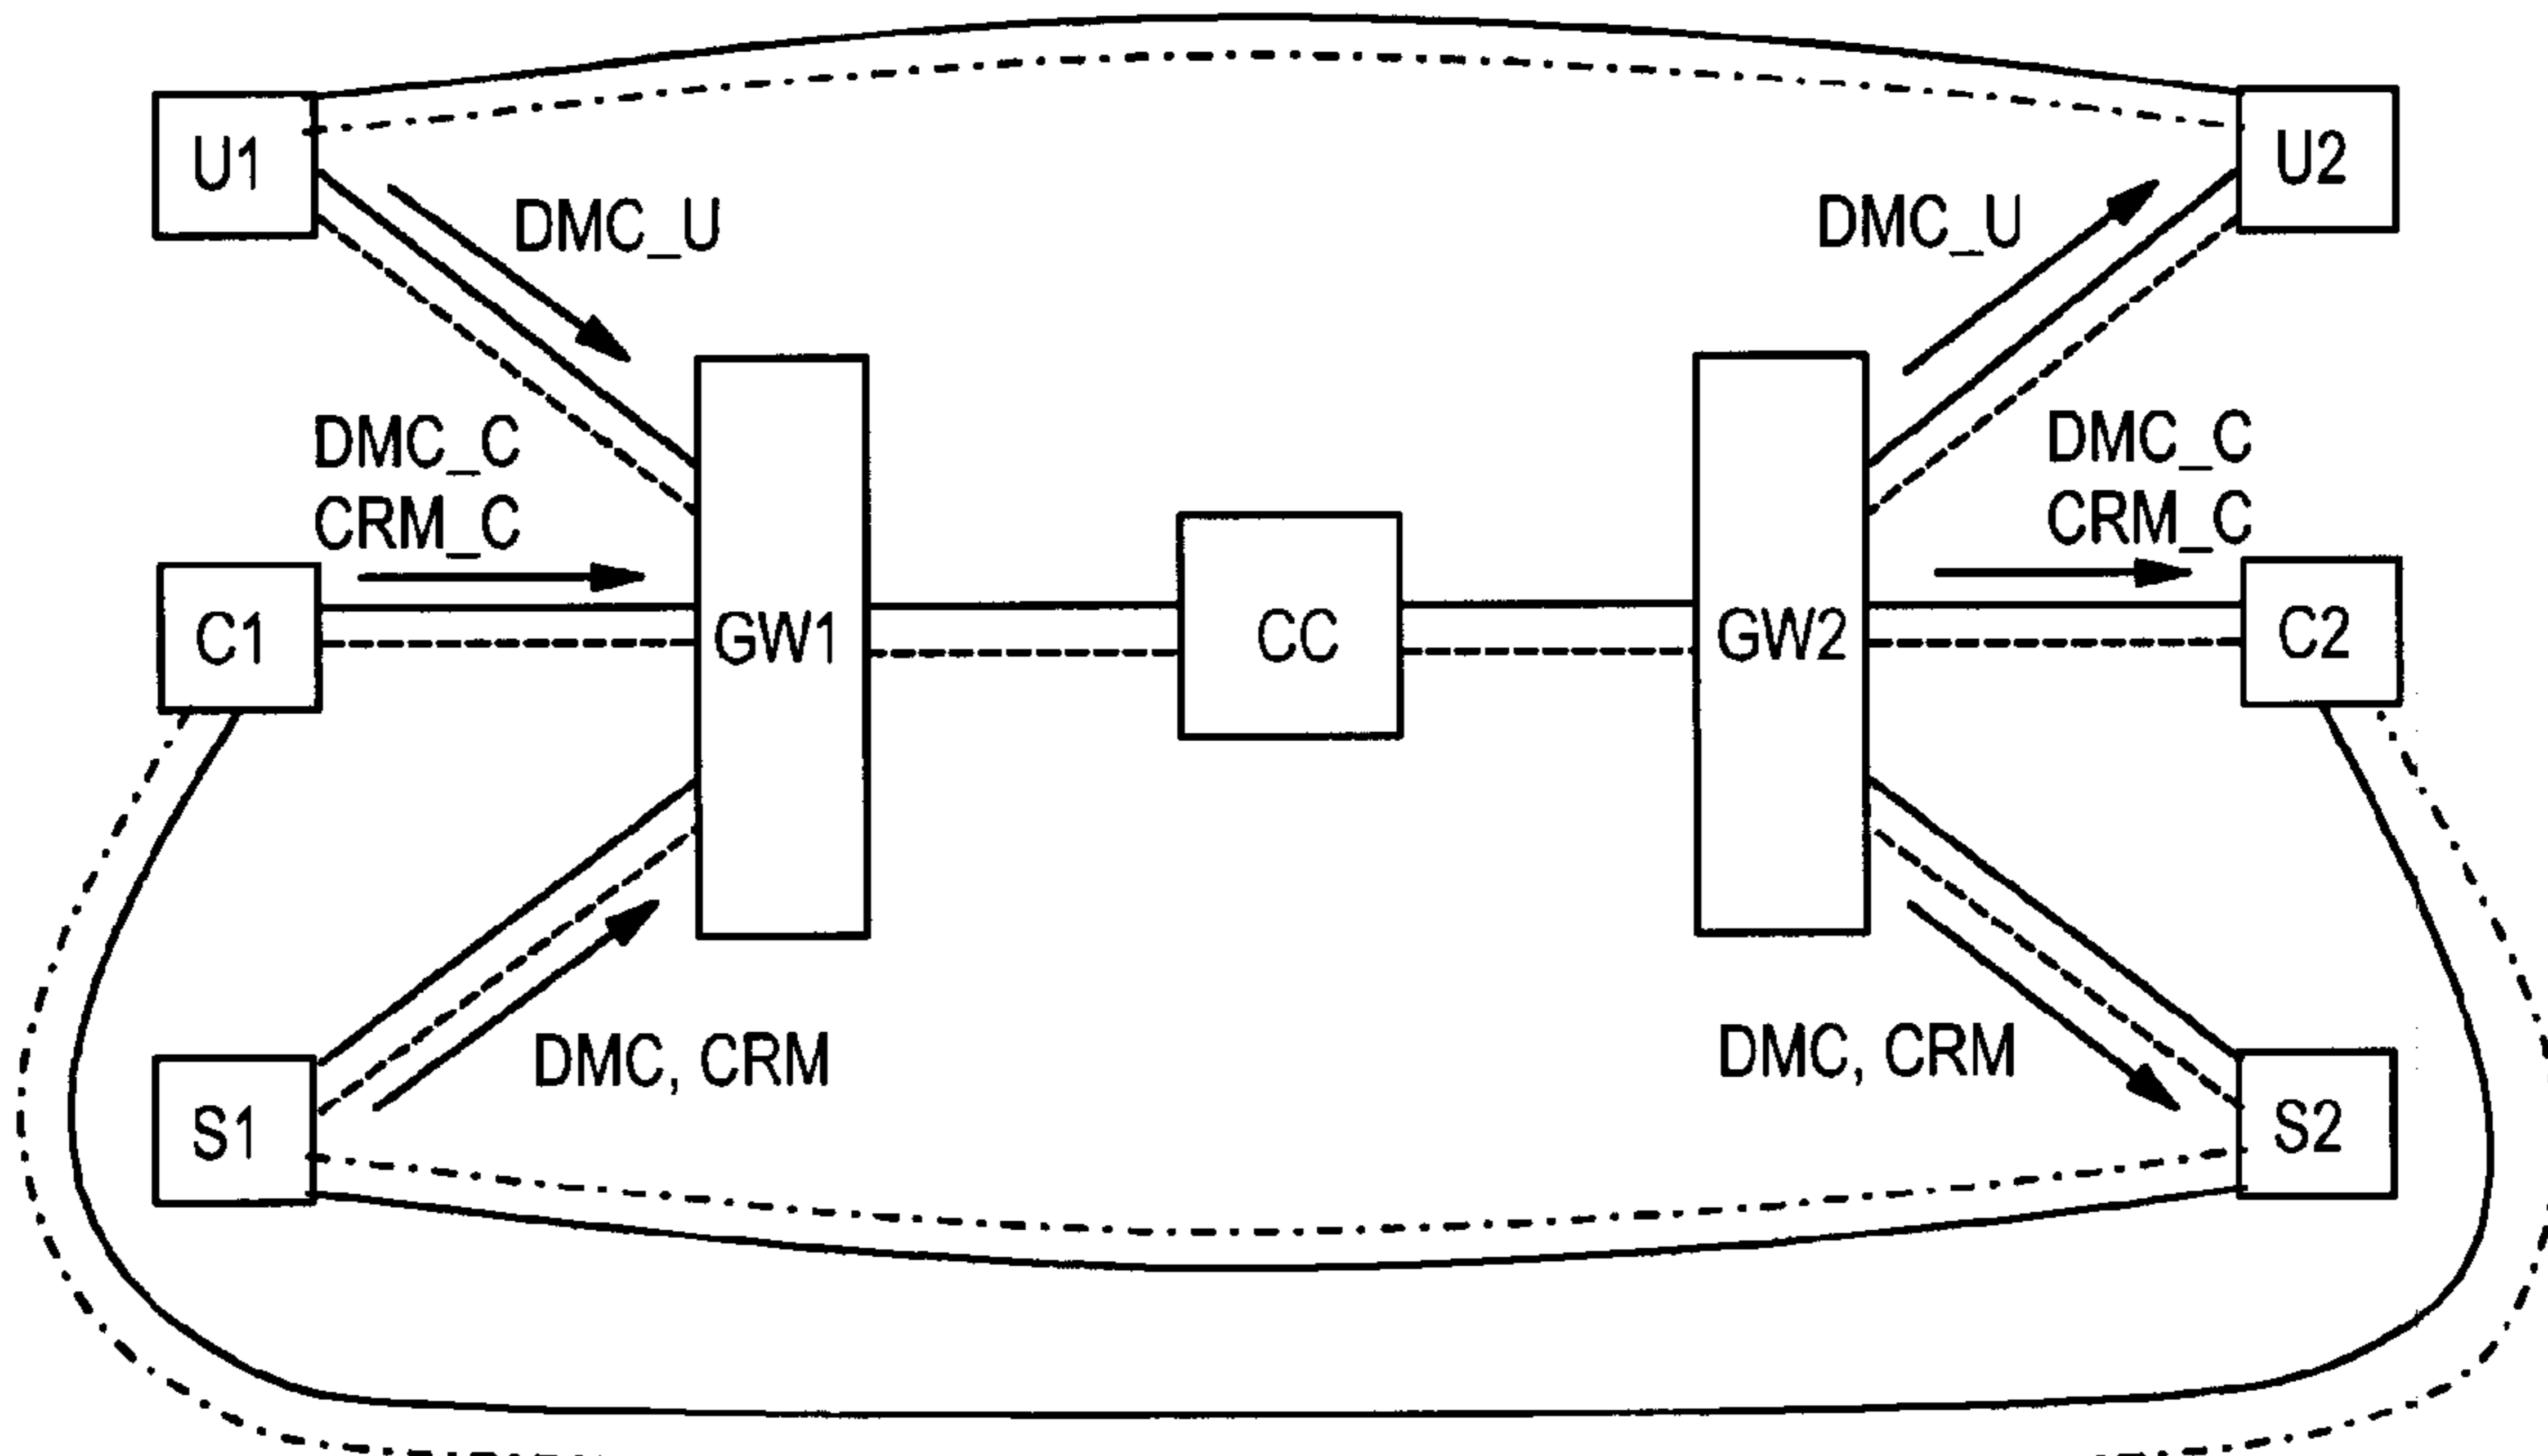 U1
U2
DMC_U
DMC_U
DMC_C
CRM_C
DMC_C
CRM_C
C1
GW1
CC
GW2
C2
DMC, CRM
DMC, CRM
S1
S2